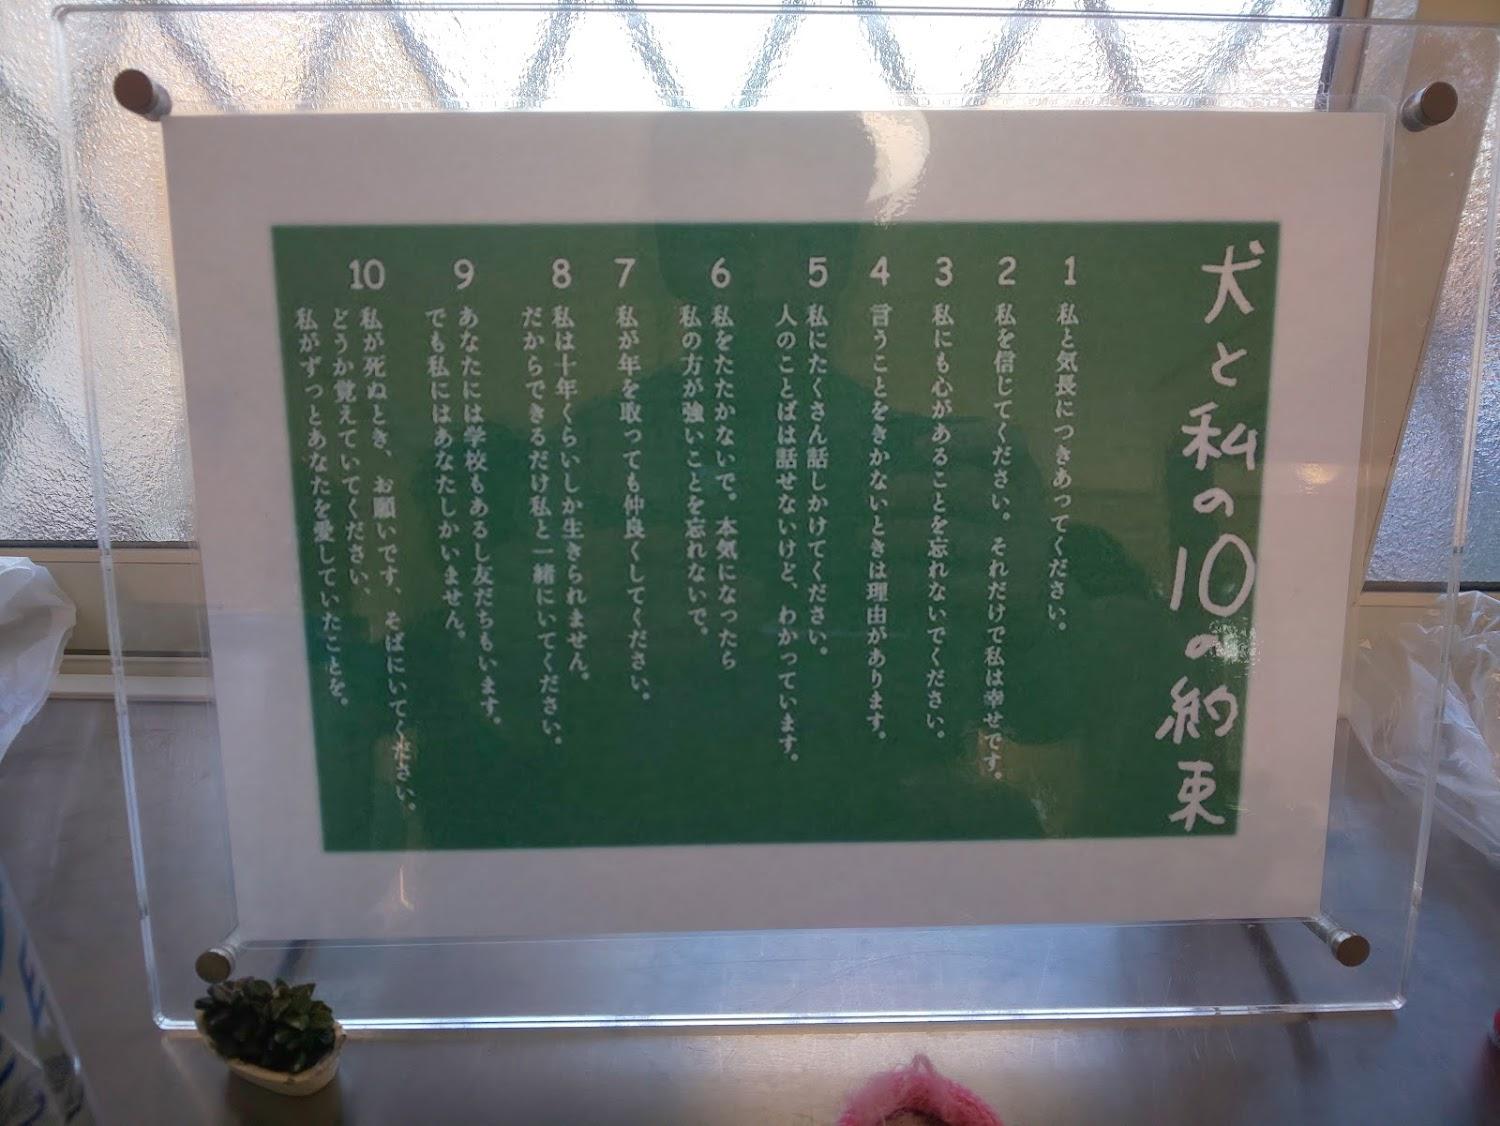 犬と私の10の約束
1
私と気長につきあってください。
2
私を信じてください。それだけで私は幸せです。
3
私にも心があることを忘れないでください。
4
言うことをきかないときは理由があります。
5
私にたくさん話しかけてください。
人のことばは話せないけど、わかっています。
6
私をたたかないで。本気になったら
私の方が強いことを忘れないで。
7
私が年を取っても仲良くしてください。
8
私は十年くらいしか生きられません。
だからできるだけ私と一緒にいてください。
9
あなたには学校もあるし友だちもいます。
でも私にはあなたしかいません。
10
私が死ぬとき、お願いです、そばにいてください。
どうか覚えていてください、
私がずっとあなたを愛していたことを。